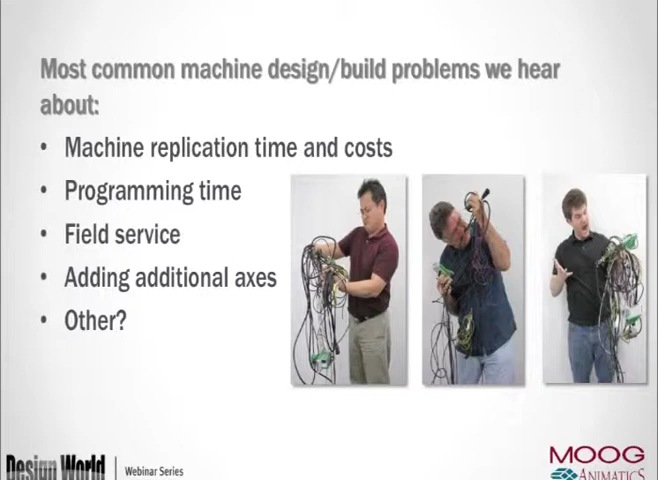 Most common machine design/build problems we hear
about:
• Machine replication time and costs
• Programming time
• Field service
• Adding additional axes
• Other?
Design World
Webinar Series
MOOG
ANIMATICS